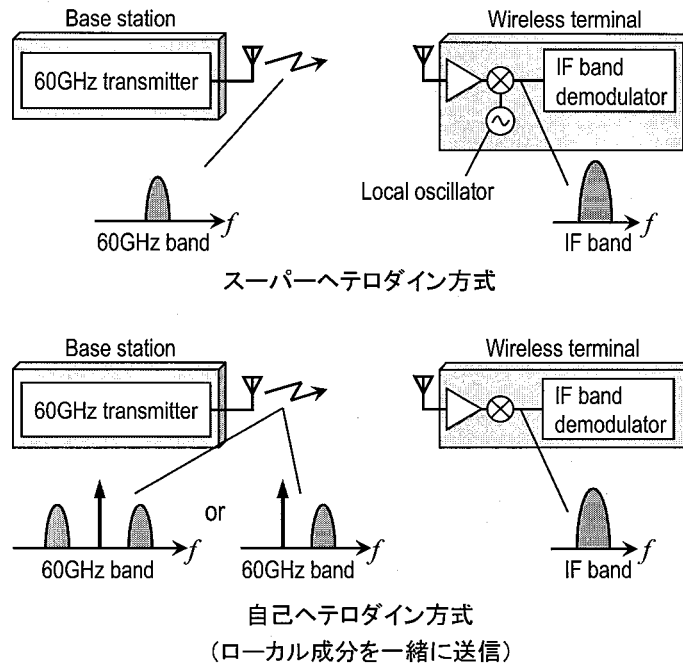 Base station
Wireless terminal
60GHz transmitter
IF band
demodulator
Local oscillator
f
60GHz band
f
IF band
スーパーヘテロダイン方式
Base station
Wireless terminal
60GHz transmitter
IF band
demodulator
or
f
60GHz band
f
60GHz band
f
IF band
自己ヘテロダイン方式
(ローカル成分を一緒に送信)